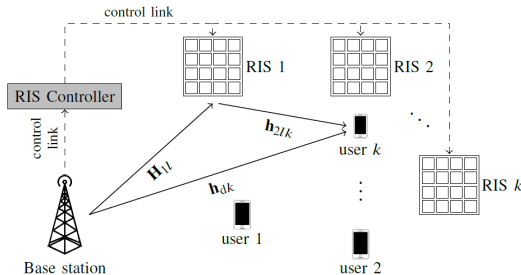 control link
RIS 1
RIS 2
RIS Controller
control
link
H1l
h2lk
user k
hdk
RIS k
user 1
Base station
user 2